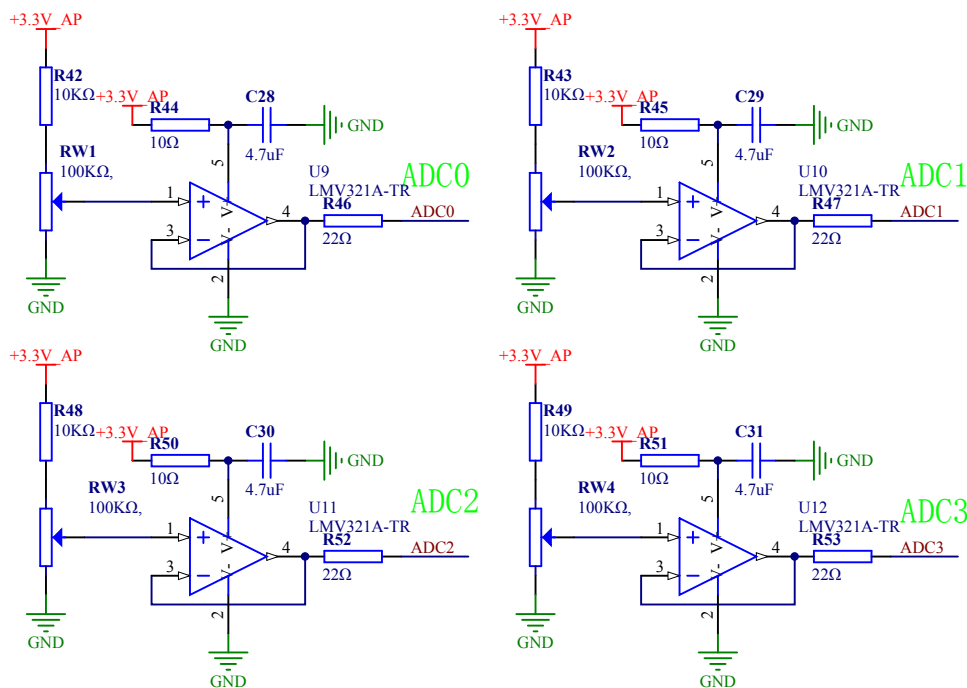 +3.3V_AP
R42
10KΩ
+3.3V_AP
R44
10Ω
C28
4.7uF
GND
RW1
100KΩ,
5
U9
LMV321A-TR
ADC0
1
3
4
V+
V-
2
R46
22Ω
ADC0
GND
GND
+3.3V_AP
R43
10KΩ
+3.3V_AP
R45
10Ω
C29
4.7uF
GND
RW2
100KΩ,
5
U10
LMV321A-TR
ADC1
1
3
4
V+
V-
2
R47
22Ω
ADC1
GND
GND
+3.3V_AP
R48
10KΩ
+3.3V_AP
R50
10Ω
C30
4.7uF
GND
RW3
100KΩ,
5
U11
LMV321A-TR
ADC2
1
3
4
V+
V-
2
R52
22Ω
ADC2
GND
GND
+3.3V_AP
R49
10KΩ
+3.3V_AP
R51
10Ω
C31
4.7uF
GND
RW4
100KΩ,
5
U12
LMV321A-TR
ADC3
1
3
4
V+
V-
2
R53
22Ω
ADC3
GND
GND